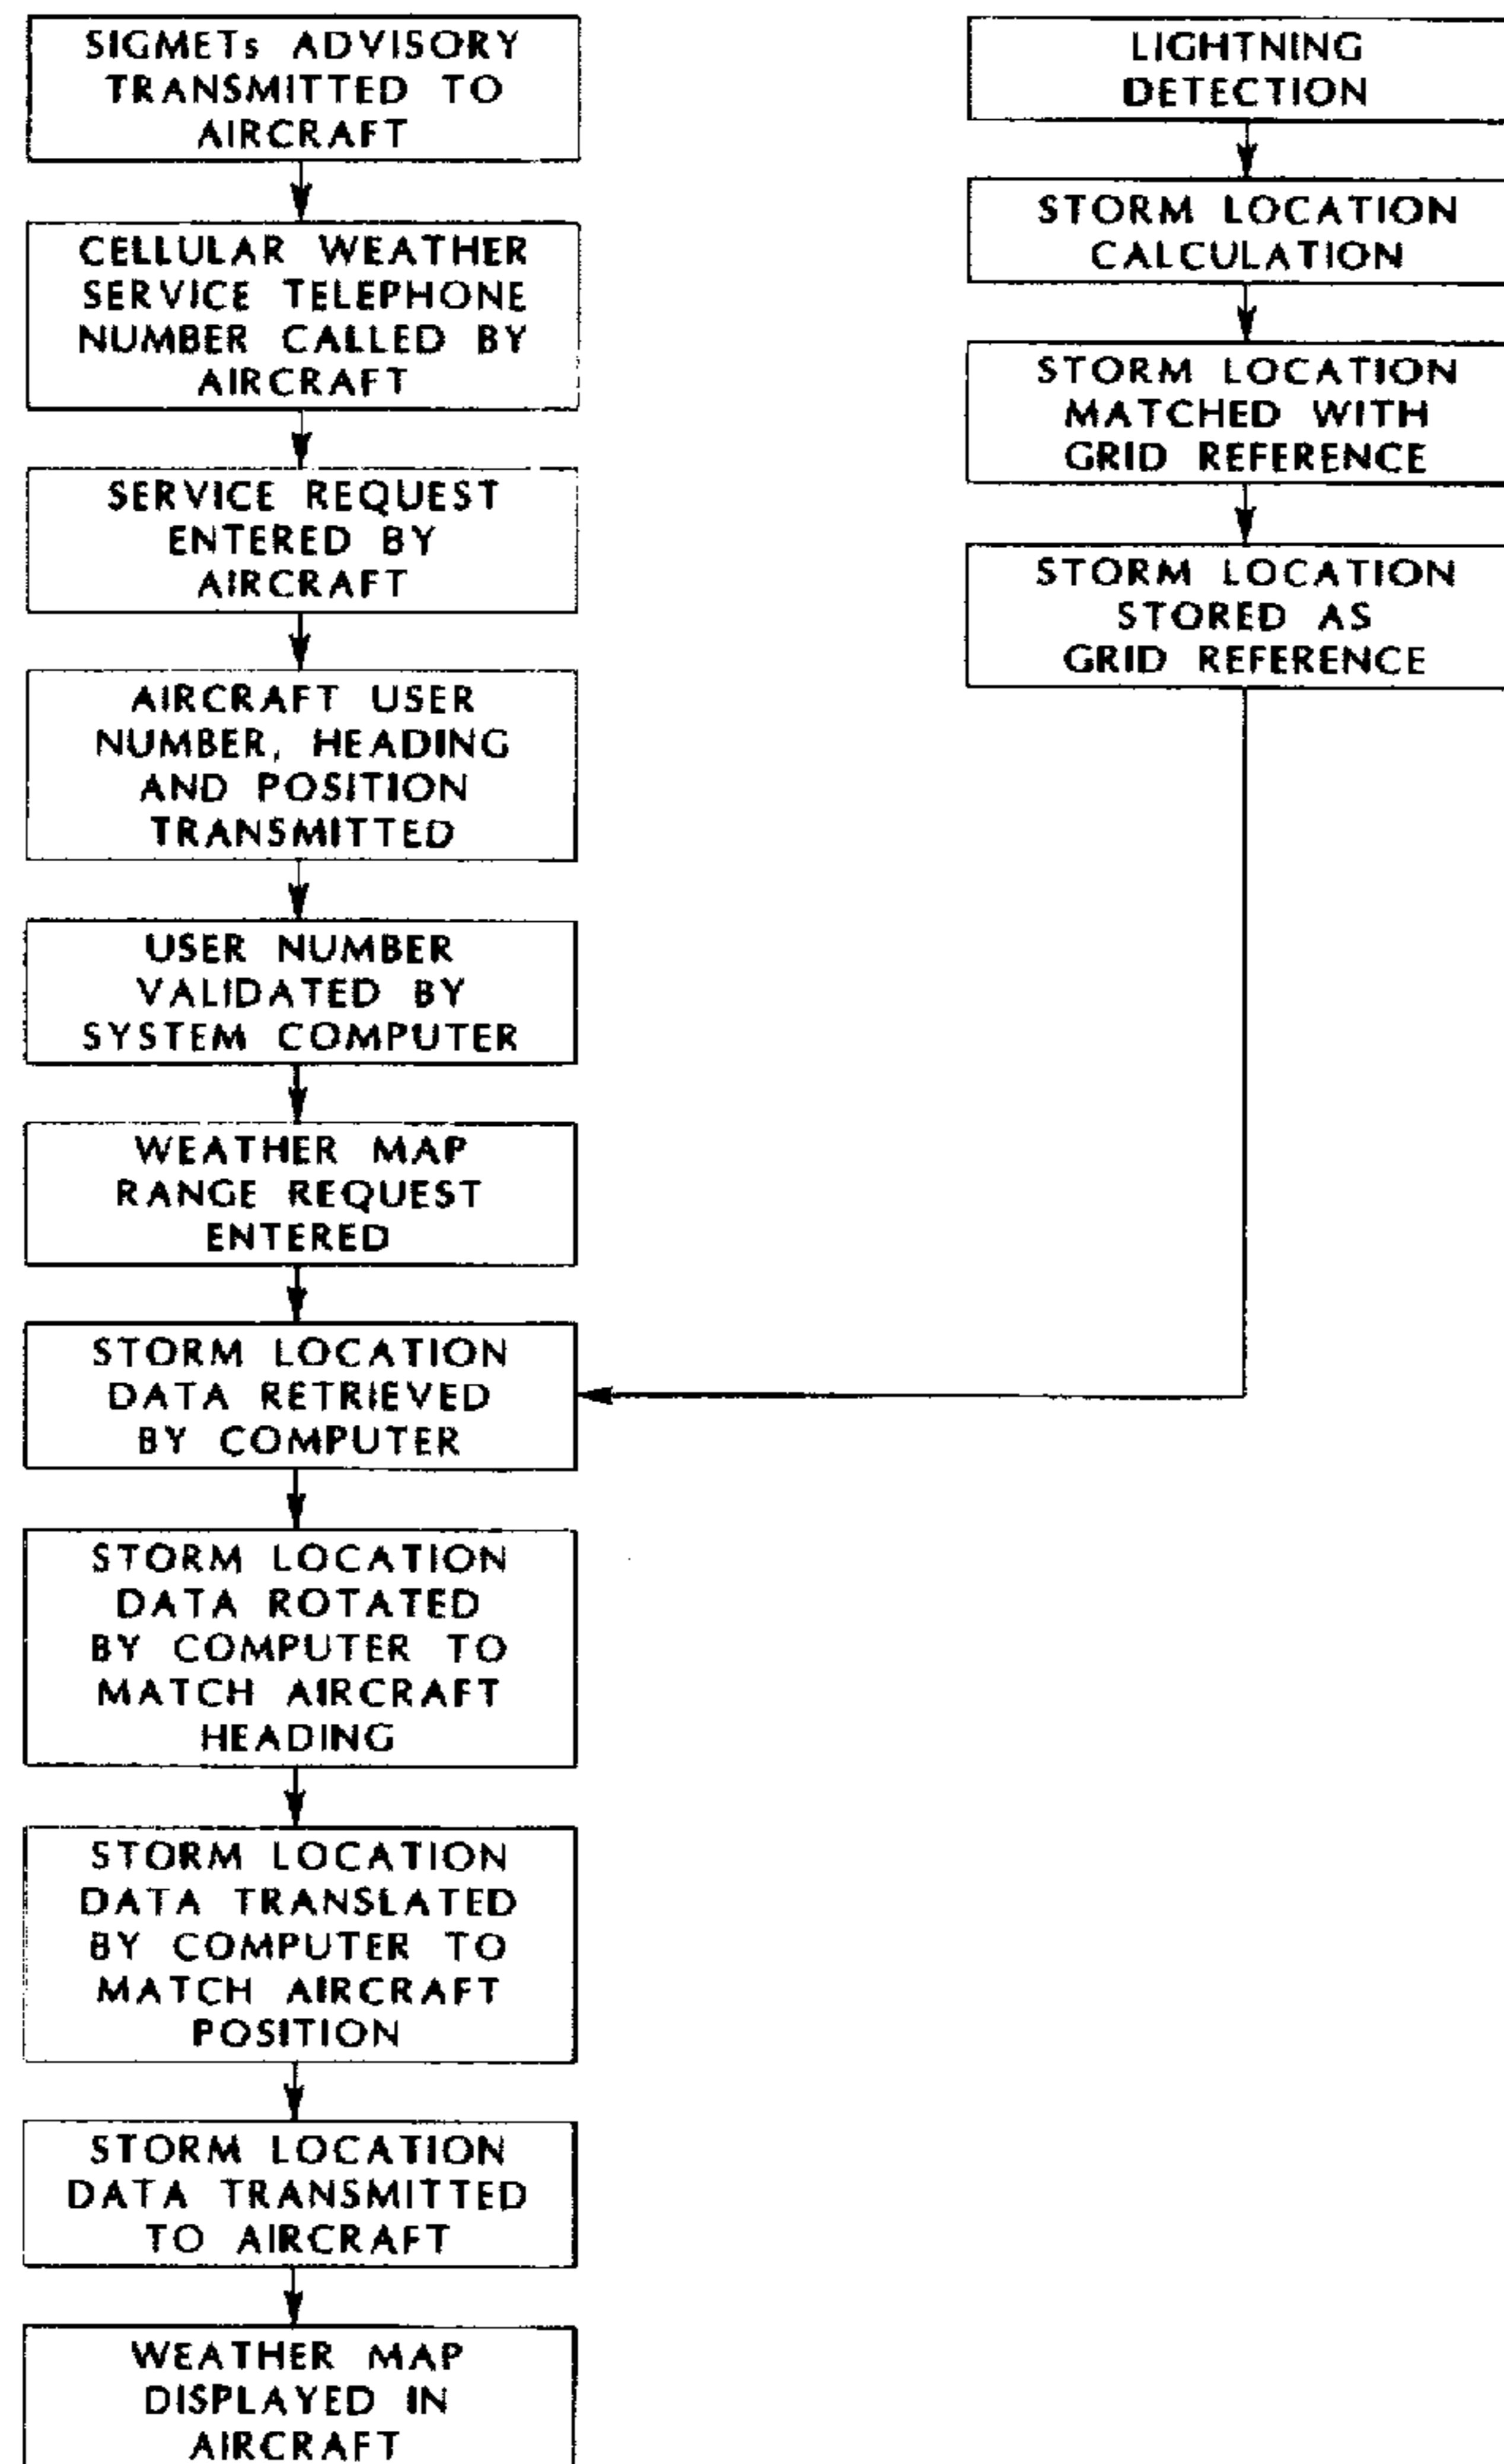 SIGMETs ADVISORY
TRANSMITTED TO
AIRCRAFT
CELLULAR WEATHER
SERVICE TELEPHONE
NUMBER CALLED BY
AIRCRAFT
SERVICE REQUEST
ENTERED BY
AIRCRAFT
AIRCRAFT USER
NUMBER, HEADING
AND POSITION
TRANSMITTED
USER NUMBER
VALIDATED BY
SYSTEM COMPUTER
WEATHER MAP
RANGE REQUEST
ENTERED
STORM LOCATION
DATA RETRIEVED
BY COMPUTER
STORM LOCATION
DATA ROTATED
BY COMPUTER TO
MATCH AIRCRAFT
HEADING
STORM LOCATION
DATA TRANSLATED
BY COMPUTER TO
MATCH AIRCRAFT
POSITION
STORM LOCATION
DATA TRANSMITTED
TO AIRCRAFT
WEATHER MAP
DISPLAYED IN
AIRCRAFT
LIGHTNING
DETECTION
STORM LOCATION
CALCULATION
STORM LOCATION
MATCHED WITH
GRID REFERENCE
STORM LOCATION
STORED AS
GRID REFERENCE